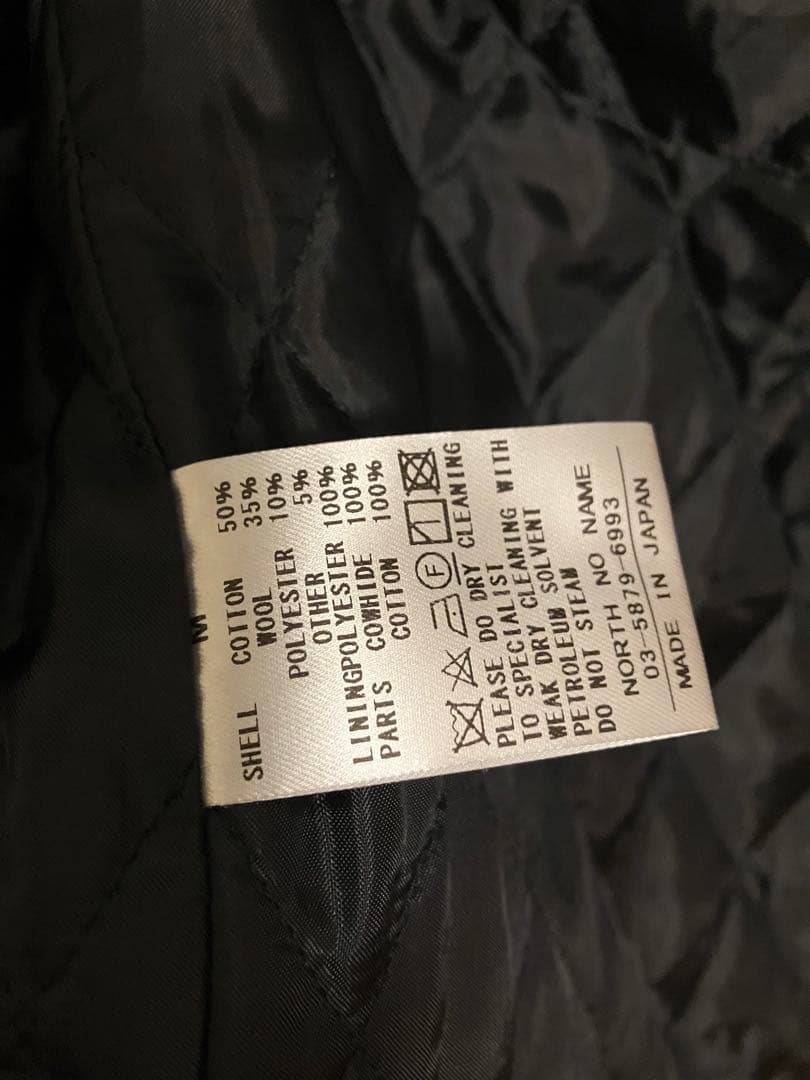 M
SHELL COTTON 50%
WOOL 35%
POLYESTER 10%
OTHER 5%
LINING POLYESTER 100%
PARTS COWHIDE 100%
COTTON 100%
F
PLEASE DO DRY CLEANING
TO SPECIALIST
WEAK DRY CLEANING WITH
PETROLEUM SOLVENT
DO NOT STEAM
NORTH NO NAME
03-5879-6993
MADE IN JAPAN